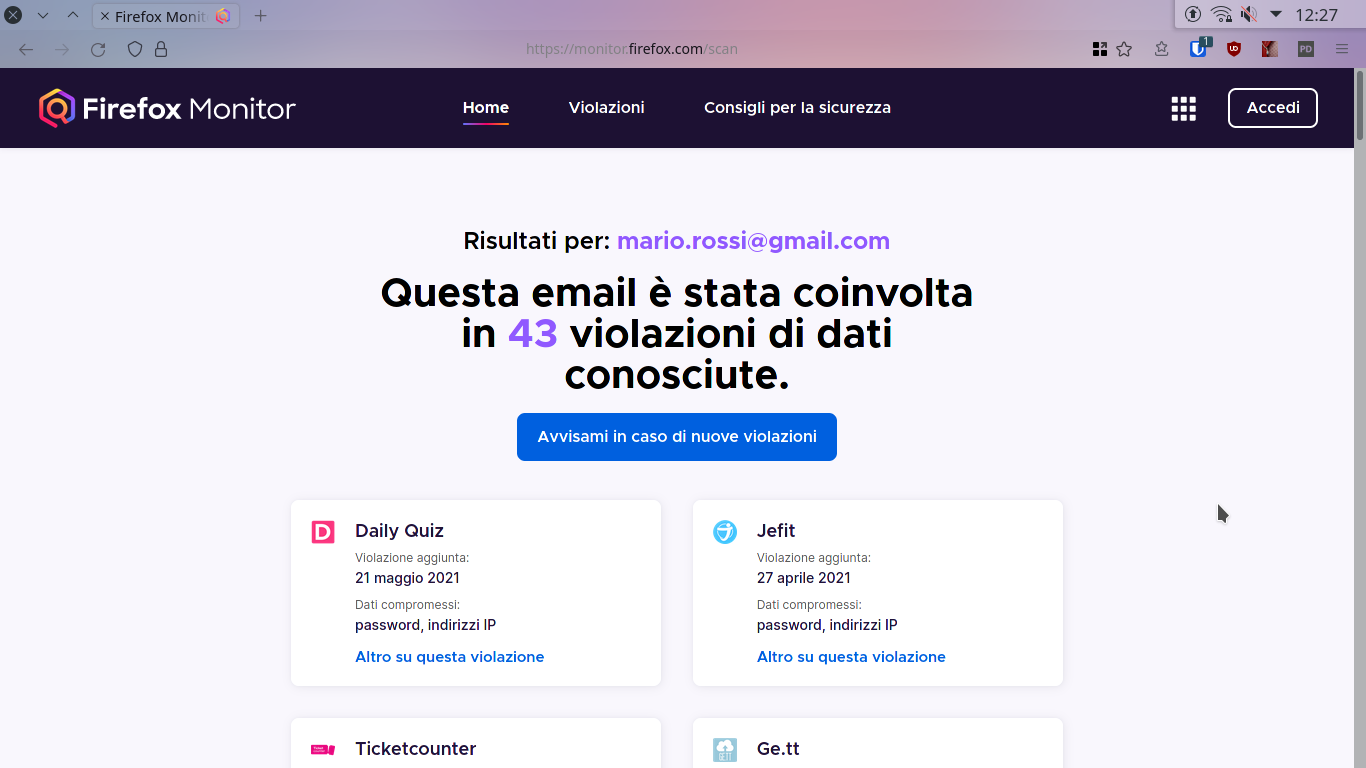 Firefox Monit
12:27
https://monitor.firefox.com/scan
1
UD
PD
Firefox Monitor
Home
Violazioni
Consigli per la sicurezza
Accedi
Risultati per: mario.rossi@gmail.com
Questa email è stata coinvolta
in 43 violazioni di dati
conosciute.
Avvisami in caso di nuove violazioni
D
Daily Quiz
Violazione aggiunta:
21 maggio 2021
Dati compromessi:
password, indirizzi IP
Altro su questa violazione
Jefit
Violazione aggiunta:
27 aprile 2021
Dati compromessi:
password, indirizzi IP
Altro su questa violazione
Ticketcounter
GETT
Ge.tt